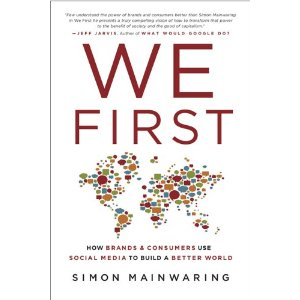 "Few understand the power of brands and consumers better than Simon Mainwaring.
In We First he presents a truly compelling vision of how to transform that power
to the benefit of society and the good of capitalism."
—JEFF JARVIS, Author of WHAT WOULD GOOGLE DO?
WE
FIRST
HOW BRANDS & CONSUMERS USE
SOCIAL MEDIA TO BUILD A BETTER WORLD
SIMON MAINWARING